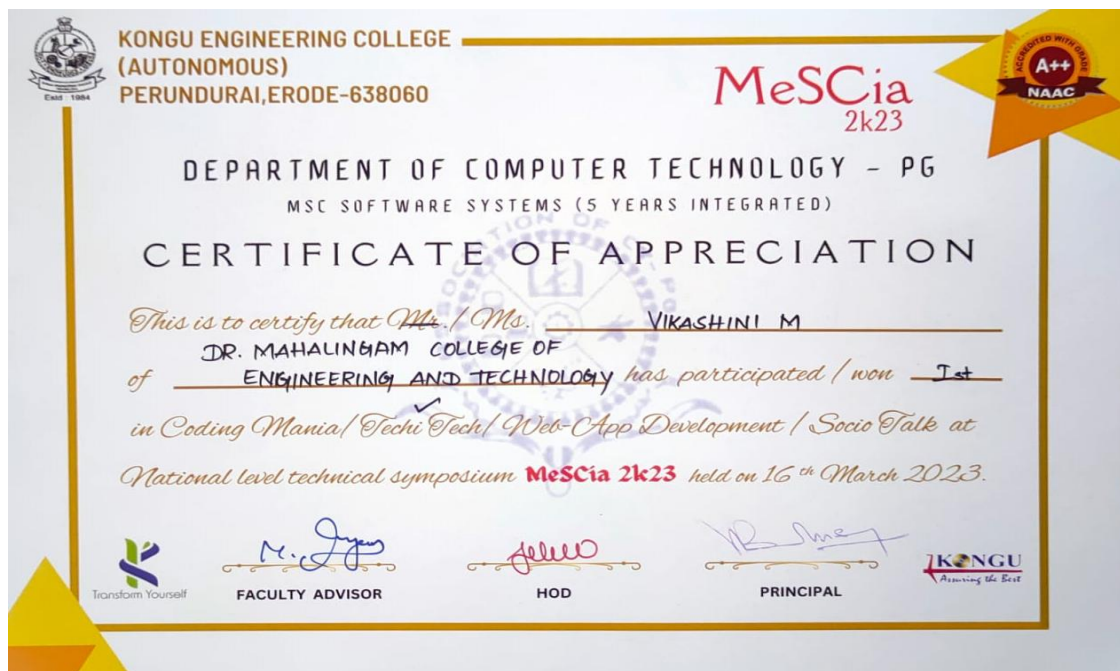 KONGU ENGINEERING COLLEGE
(AUTONOMOUS)
PERUNDURAI,ERODE-638060
Estd : 1984
MeSCia
2k23
ACCREDITED WITH GRADE
A++
NAAC
DEPARTMENT OF COMPUTER TECHNOLOGY - PG
MSC SOFTWARE SYSTEMS (5 YEARS INTEGRATED)
CERTIFICATE OF APPRECIATION
This is to certify that Mr. / Ms. VIKASHINI M
DR. MAHALINGAM COLLEGE OF
of ENGINEERING AND TECHNOLOGY has participated / won Ist
in Coding Mania/ Techi Tech/ Web-App Development / Socio Talk at
National level technical symposium MeSCia 2k23 held on 16 th March 2023.
Transform Yourself
FACULTY ADVISOR
HOD
PRINCIPAL
KONGU
Assuring the Best